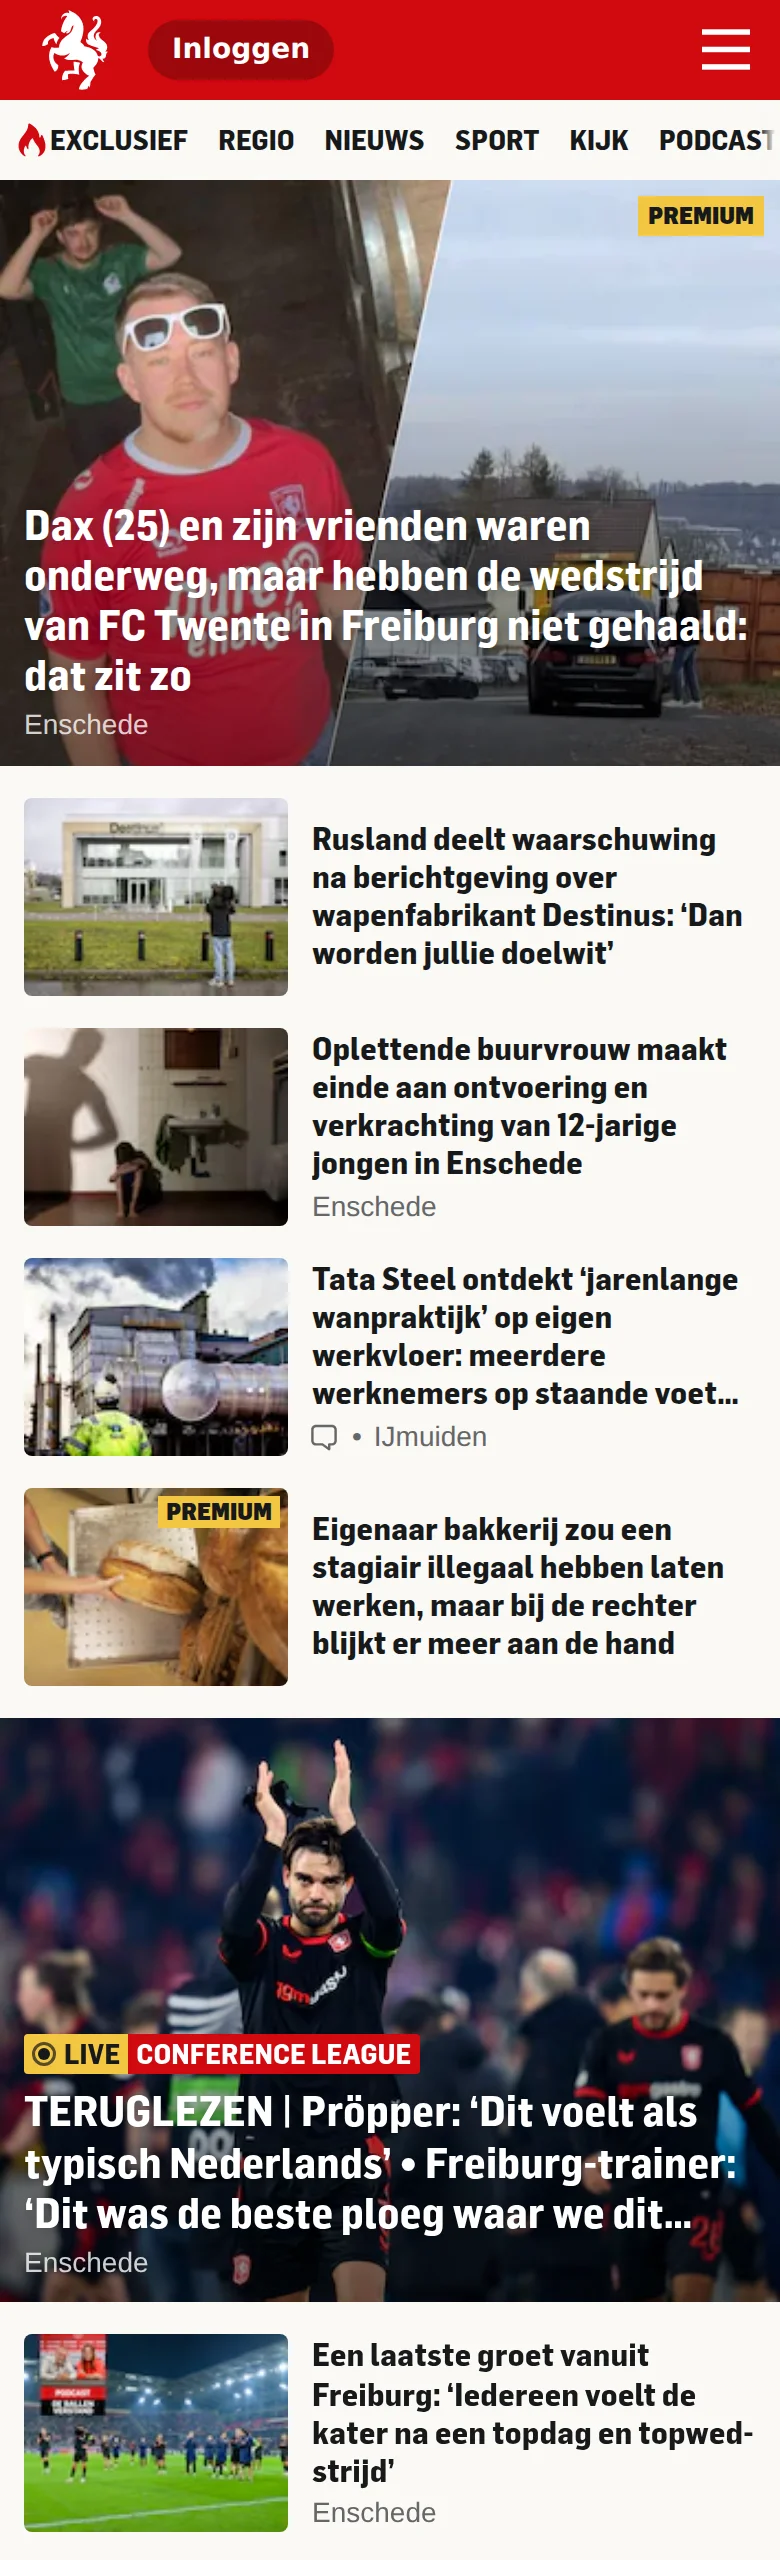 Inloggen
EXCLUSIEF REGIO NIEUWS SPORT KIJK PODCAST
PREMIUM
Dax (25) en zijn vrienden waren
onderweg, maar hebben de wedstrijd
van FC Twente in Freiburg niet gehaald:
dat zit zo
Enschede
Destinus
Rusland deelt waarschuwing
na berichtgeving over
wapenfabrikant Destinus: ‘Dan
worden jullie doelwit’
Oplettende buurvrouw maakt
einde aan ontvoering en
verkrachting van 12-jarige
jongen in Enschede
Enschede
Tata Steel ontdekt ‘jarenlange
wanpraktijk’ op eigen
werkvloer: meerdere
werknemers op staande voet...
• IJmuiden
PREMIUM
Eigenaar bakkerij zou een
stagiair illegaal hebben laten
werken, maar bij de rechter
blijkt er meer aan de hand
LIVE CONFERENCE LEAGUE
TERUGLEZEN | Pröpper: ‘Dit voelt als
typisch Nederlands’ • Freiburg-trainer:
‘Dit was de beste ploeg waar we dit...
Enschede
PODCAST
DE BALLEN
VERSTAND
Een laatste groet vanuit
Freiburg: ‘Iedereen voelt de
kater na een topdag en topwed-
strijd’
Enschede